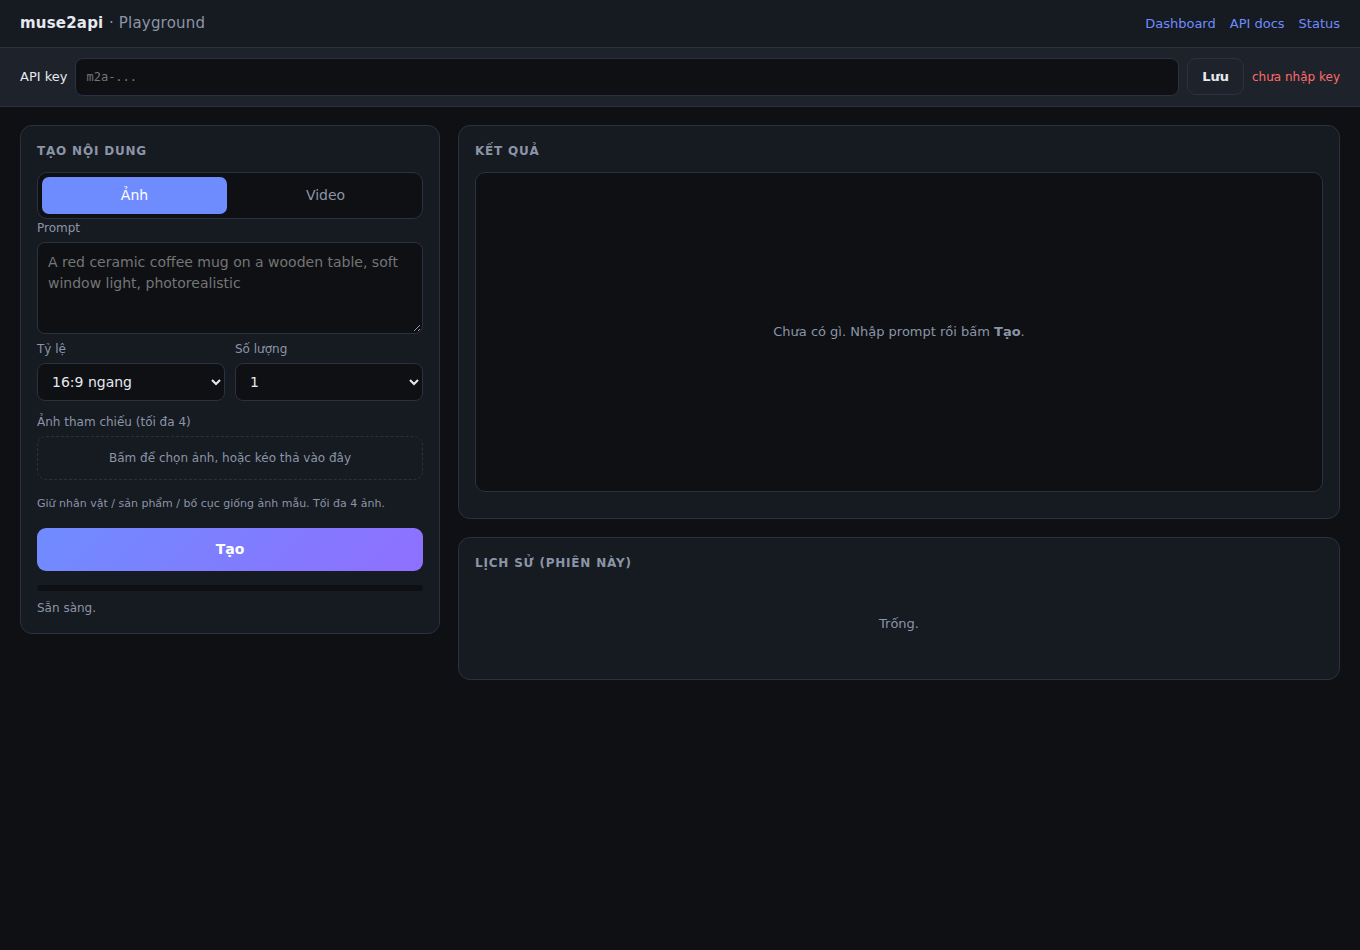 muse2api · Playground
Dashboard API docs Status
API key
m2a-...
Lưu
chưa nhập key
TẠO NỘI DUNG
Ảnh
Video
Prompt
A red ceramic coffee mug on a wooden table, soft
window light, photorealistic
Tỷ lệ
Số lượng
16:9 ngang
1
Ảnh tham chiếu (tối đa 4)
Bấm để chọn ảnh, hoặc kéo thả vào đây
Giữ nhân vật / sản phẩm / bố cục giống ảnh mẫu. Tối đa 4 ảnh.
Tạo
Sẵn sàng.
KẾT QUẢ
Chưa có gì. Nhập prompt rồi bấm Tạo.
LỊCH SỬ (PHIÊN NÀY)
Trống.